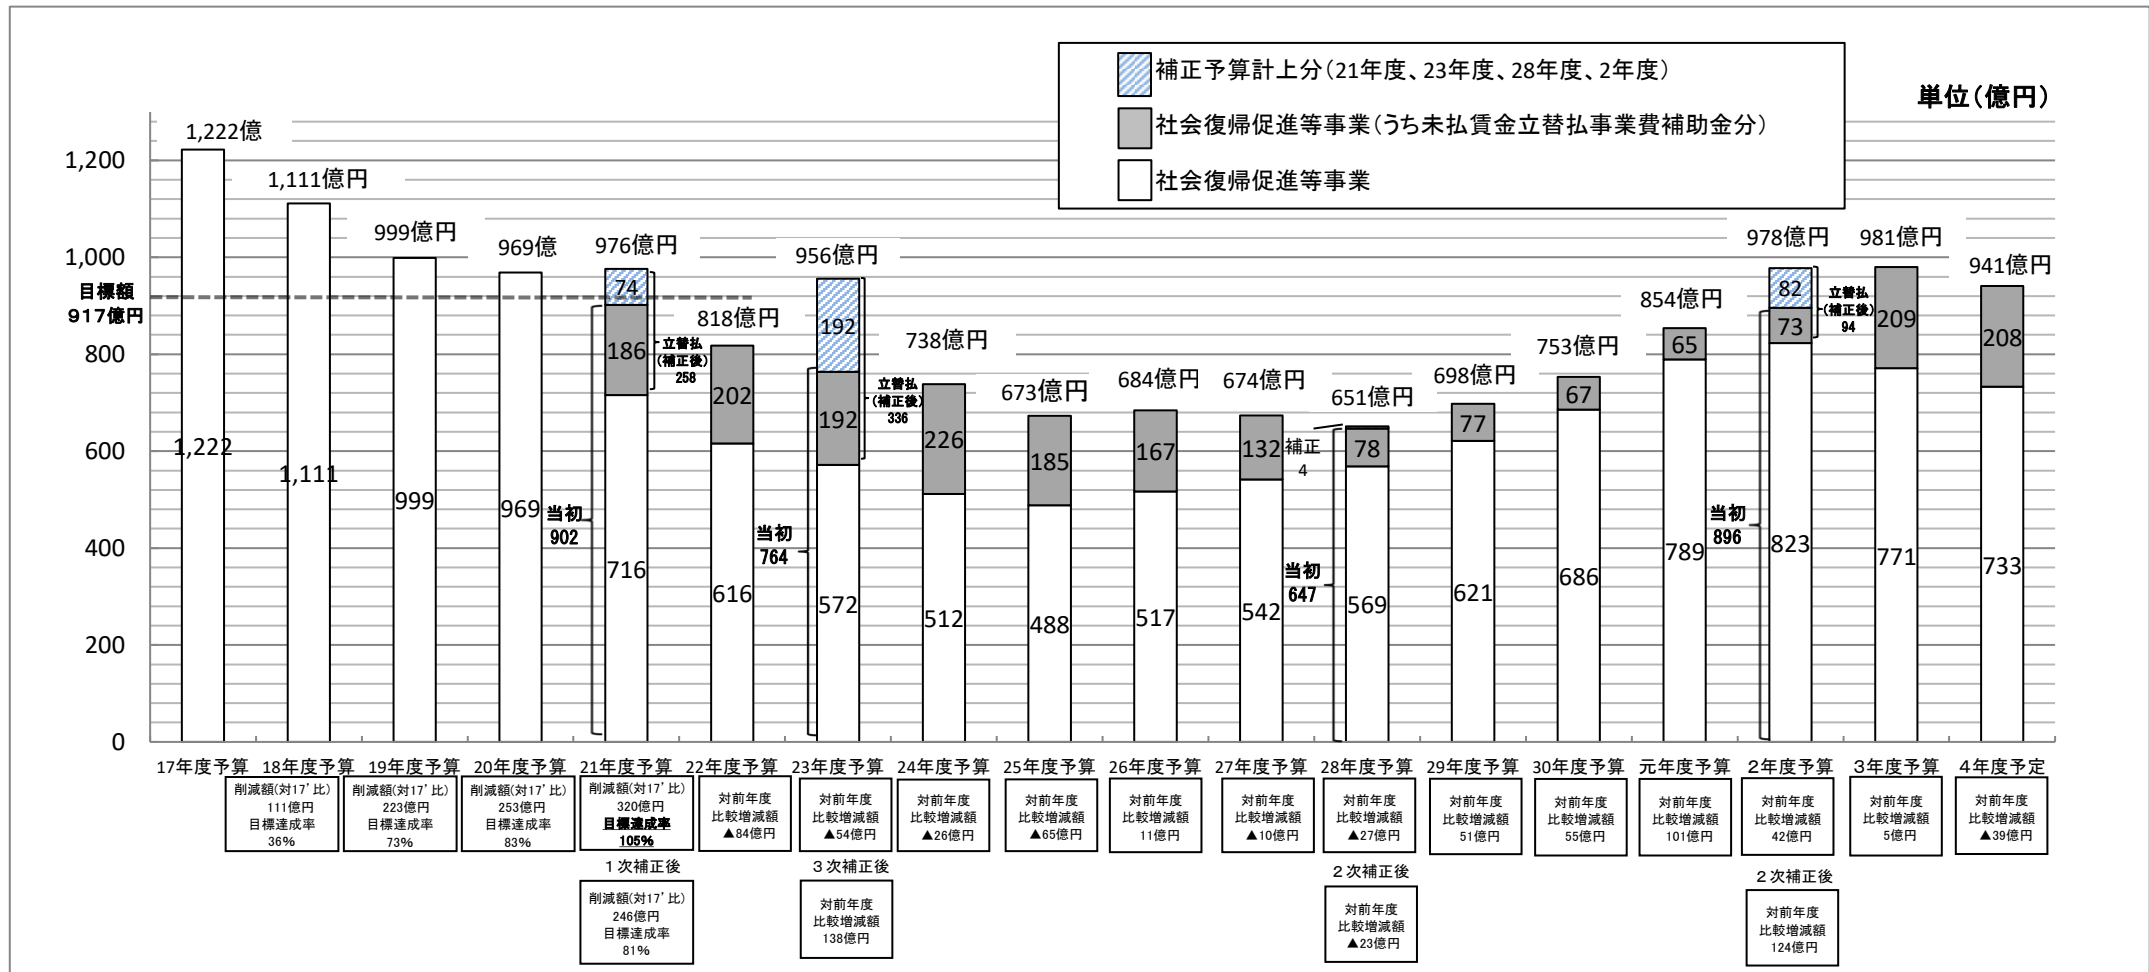 補正予算計上分(21年度、23年度、28年度、2年度)
社会復帰促進等事業(うち未払賃金立替払事業費補助金分)
社会復帰促進等事業
単位(億円)
1,200
1,000
目標額
917億円
800
600
400
200
0
1,222億
1,222
1,111億円
1,111
999億円
999
969億
969
976億円
74
186
716
当初
902
立替払
(補正後)
258
818億円
202
616
956億円
192
192
572
当初
764
立替払
(補正後)
336
738億円
226
512
673億円
185
488
684億円
167
517
674億円
132
542
651億円
補正
4
78
569
当初
647
698億円
77
621
753億円
67
686
854億円
65
789
978億円
82
73
823
当初
896
立替払
(補正後)
94
981億円
209
771
941億円
208
733
17年度予算
18年度予算
削減額(対17’比)
111億円
目標達成率
36%
19年度予算
削減額(対17’比)
223億円
目標達成率
73%
20年度予算
削減額(対17’比)
253億円
目標達成率
83%
21年度予算
削減額(対17’比)
320億円
目標達成率
105%
1次補正後
削減額(対17’比)
246億円
目標達成率
81%
22年度予算
対前年度
比較増減額
▲84億円
23年度予算
対前年度
比較増減額
▲54億円
3次補正後
対前年度
比較増減額
138億円
24年度予算
対前年度
比較増減額
▲26億円
25年度予算
対前年度
比較増減額
▲65億円
26年度予算
対前年度
比較増減額
11億円
27年度予算
対前年度
比較増減額
▲10億円
28年度予算
対前年度
比較増減額
▲27億円
2次補正後
対前年度
比較増減額
▲23億円
29年度予算
対前年度
比較増減額
51億円
30年度予算
対前年度
比較増減額
55億円
元年度予算
対前年度
比較増減額
101億円
2年度予算
対前年度
比較増減額
42億円
2次補正後
対前年度
比較増減額
124億円
3年度予算
対前年度
比較増減額
5億円
4年度予定
対前年度
比較増減額
▲39億円